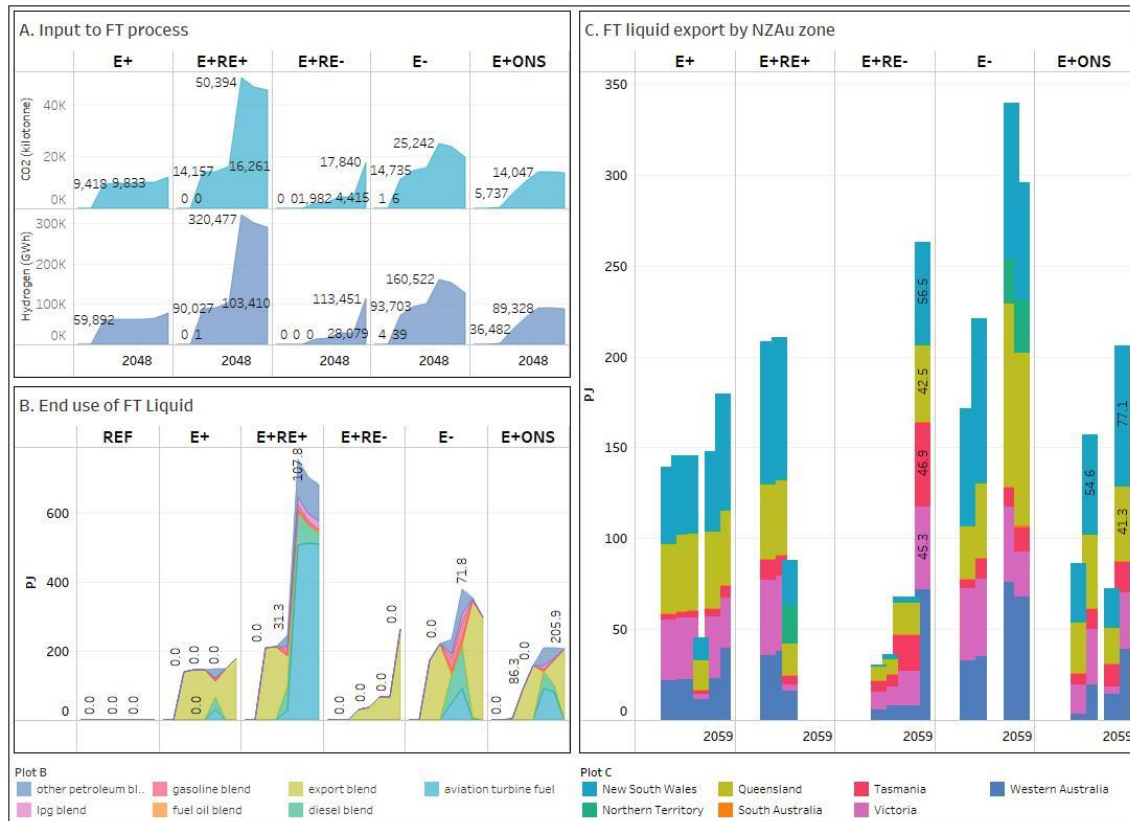 A. Input to FT process
E+ E+RE+ E+RE- E- E+ONS
CO2 (kilotonne)
40K
20K
0K
9,418 9,833
50,394
14,157 16,261
0 0
17,840
0 01,982 4,415
25,242
14,735
1 6
14,047
5,737
Hydrogen (GWh)
300K
200K
100K
0K
59,892
320,477
90,027 103,410
0 1
113,451
0 0 0 28,079
160,522
93,703
4 39
89,328
36,482
2048 2048 2048 2048 2048
B. End use of FT Liquid
REF E+ E+RE+ E+RE- E- E+ONS
PJ
600
400
200
0
0.0 0.0 0.0
0.0 0.0 0.0
0.0
0.0 31.3 107.8
0.0 0.0 0.0 0.0
0.0 71.8
0.0 86.3 0.0 205.9
C. FT liquid export by NZAu zone
E+ E+RE+ E+RE- E- E+ONS
PJ
350
300
250
200
150
100
50
0
56.5
42.5
46.9
45.3
54.6
77.1
41.3
2059 2059 2059 2059 2059
Plot B
other petroleum bl.. gasoline blend export blend aviation turbine fuel
lpg blend fuel oil blend diesel blend
Plot C
New South Wales Queensland Tasmania Western Australia
Northern Territory South Australia Victoria